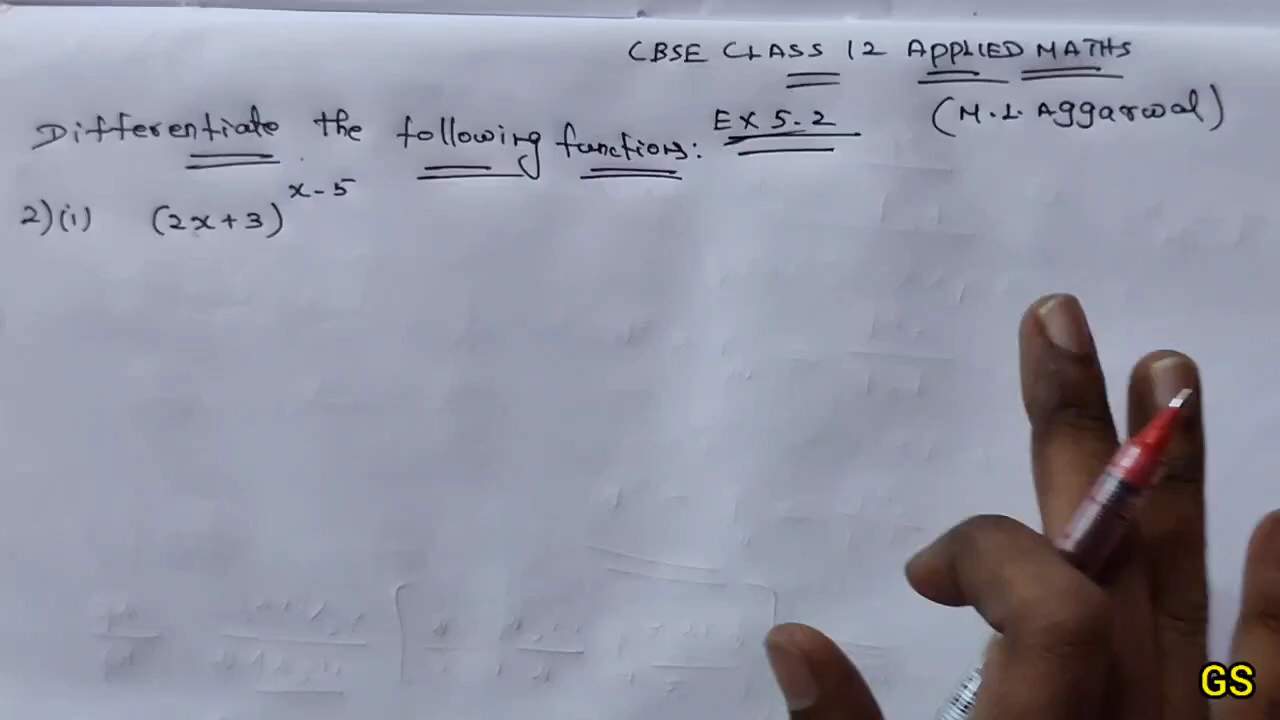 CBSE CLASS 12 APPLIED MATHS
(M.L. Aggarwal)
Differentiate the following functions: EX 5.2
2)(i) (2x+3)^{x-5}
GS